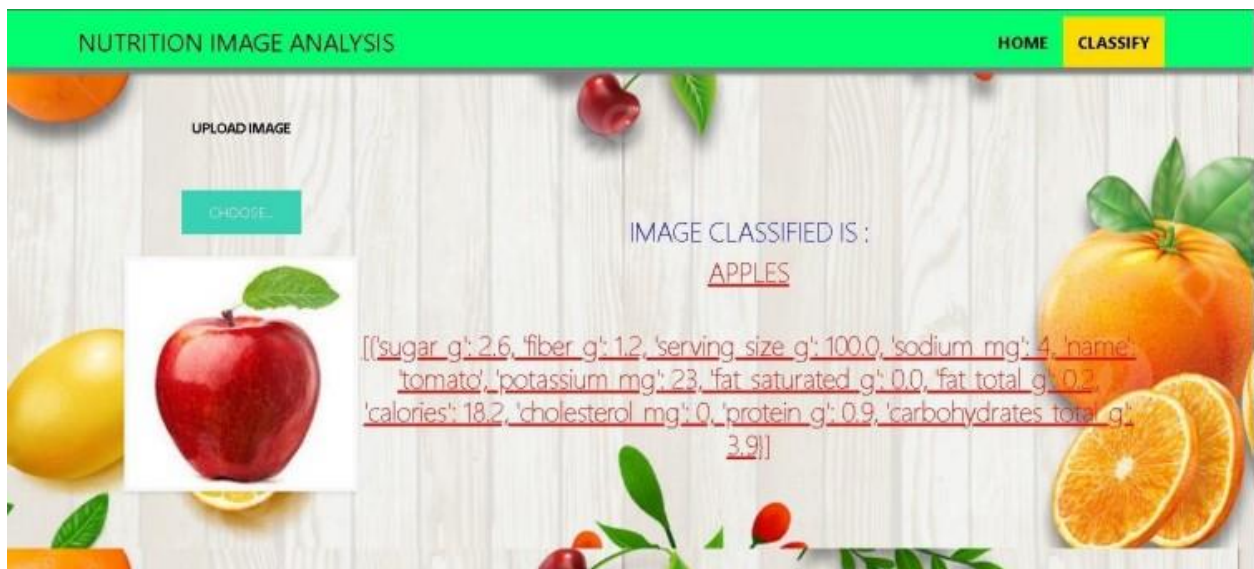 NUTRITION IMAGE ANALYSIS
HOME
CLASSIFY
UPLOAD IMAGE
CHOOSE..
IMAGE CLASSIFIED IS :
APPLES
[{'sugar_g': 2.6, 'fiber_g': 1.2, 'serving_size_g': 100.0, 'sodium_mg': 4, 'name':
'tomato', 'potassium_mg': 23, 'fat_saturated_g': 0.0, 'fat_total_g': 0.2,
'calories': 18.2, 'cholesterol_mg': 0, 'protein_g': 0.9, 'carbohydrates_total_g':
3.9}]